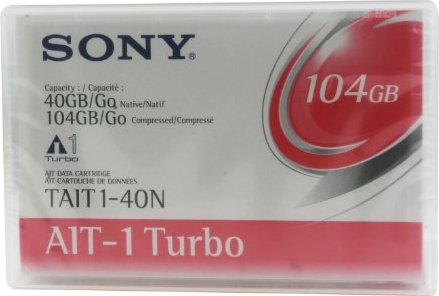 SONY®
Capacity : / Capacité :
40GB/Go Native/Natif
104GB/Go Compressed/Compressé
104GB
1
Turbo
AIT DATA CARTRIDGE
AIT CARTOUCHE DE DONNÉES
TAIT1-40N
AIT-1 Turbo